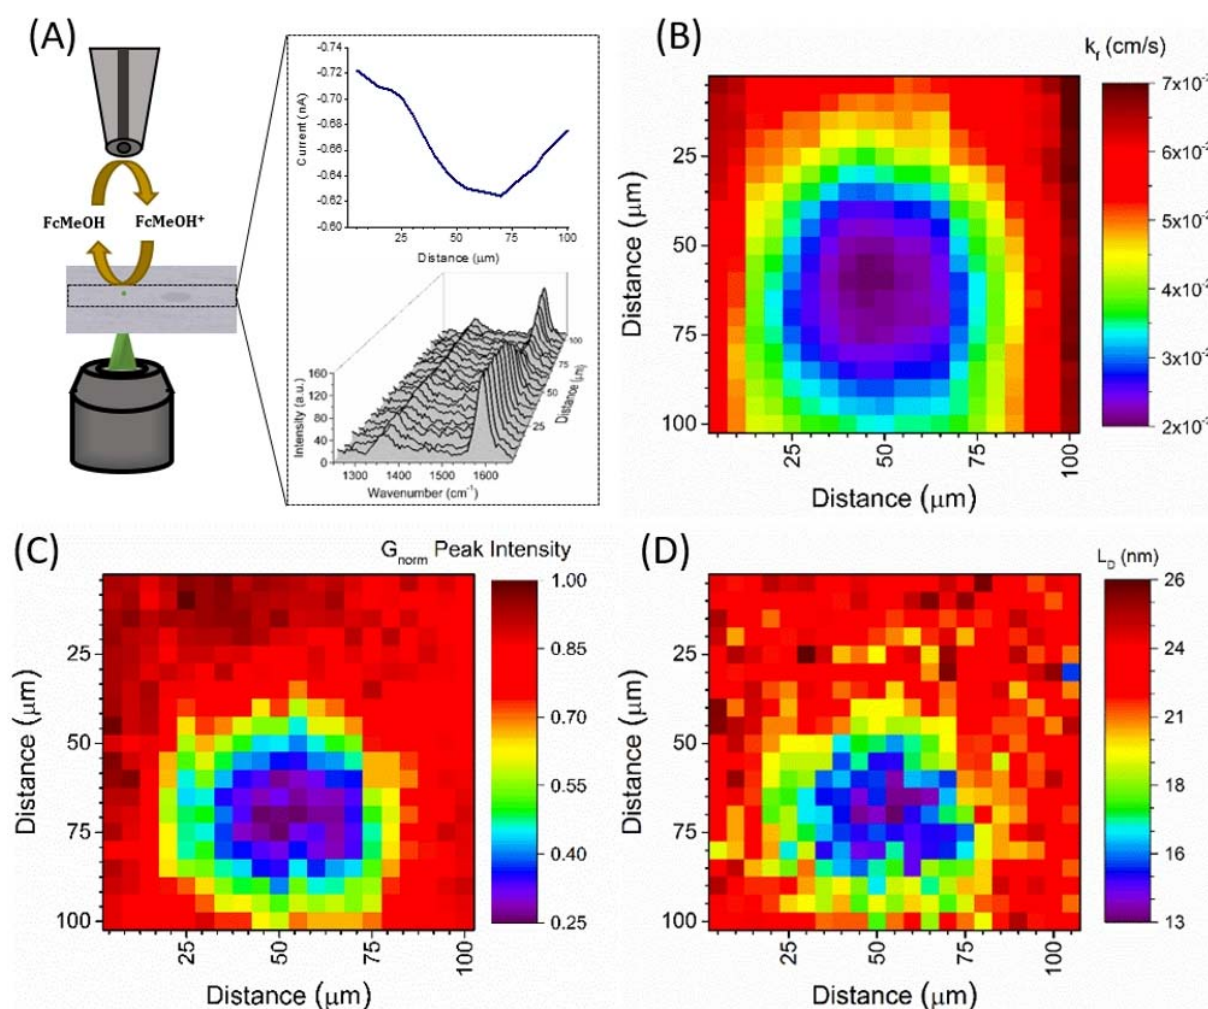 (A)
FcMeOH FcMeOH+
-0.74
-0.72
-0.70
-0.68
-0.66
-0.64
-0.62
-0.60
Current (nA)
25 50 75 100
Distance (μm)
160
120
80
40
0
Intensity (a.u.)
1300 1400 1500 1600
Wavenumber (cm⁻¹)
25
50
75
100
Distance (μm)
(B)
kf (cm/s)
25
50
75
100
Distance (μm)
25 50 75 100
Distance (μm)
7x10⁻²
6x10⁻²
5x10⁻²
4x10⁻²
3x10⁻²
2x10⁻²
(C)
Gnorm Peak Intensity
25
50
75
100
Distance (μm)
25 50 75 100
Distance (μm)
1.00
0.85
0.70
0.55
0.40
0.25
(D)
LD (nm)
25
50
75
100
Distance (μm)
25 50 75 100
Distance (μm)
26
24
21
18
16
13